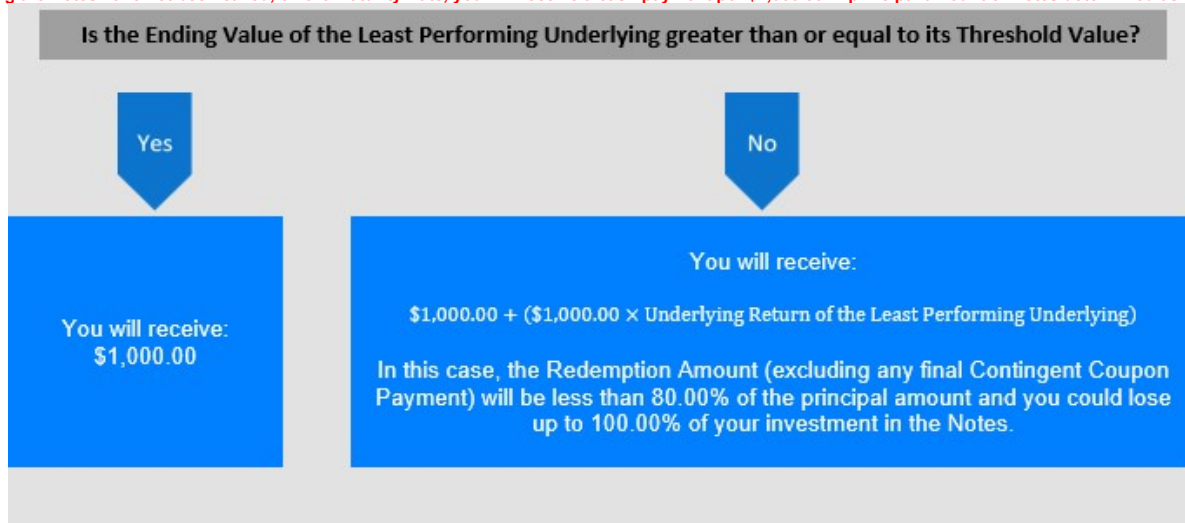 Is the Ending Value of the Least Performing Underlying greater than or equal to its Threshold Value?
Yes
No
You will receive:
$1,000.00
You will receive:
$1,000.00 + ($1,000.00 × Underlying Return of the Least Performing Underlying)
In this case, the Redemption Amount (excluding any final Contingent Coupon
Payment) will be less than 80.00% of the principal amount and you could lose
up to 100.00% of your investment in the Notes.